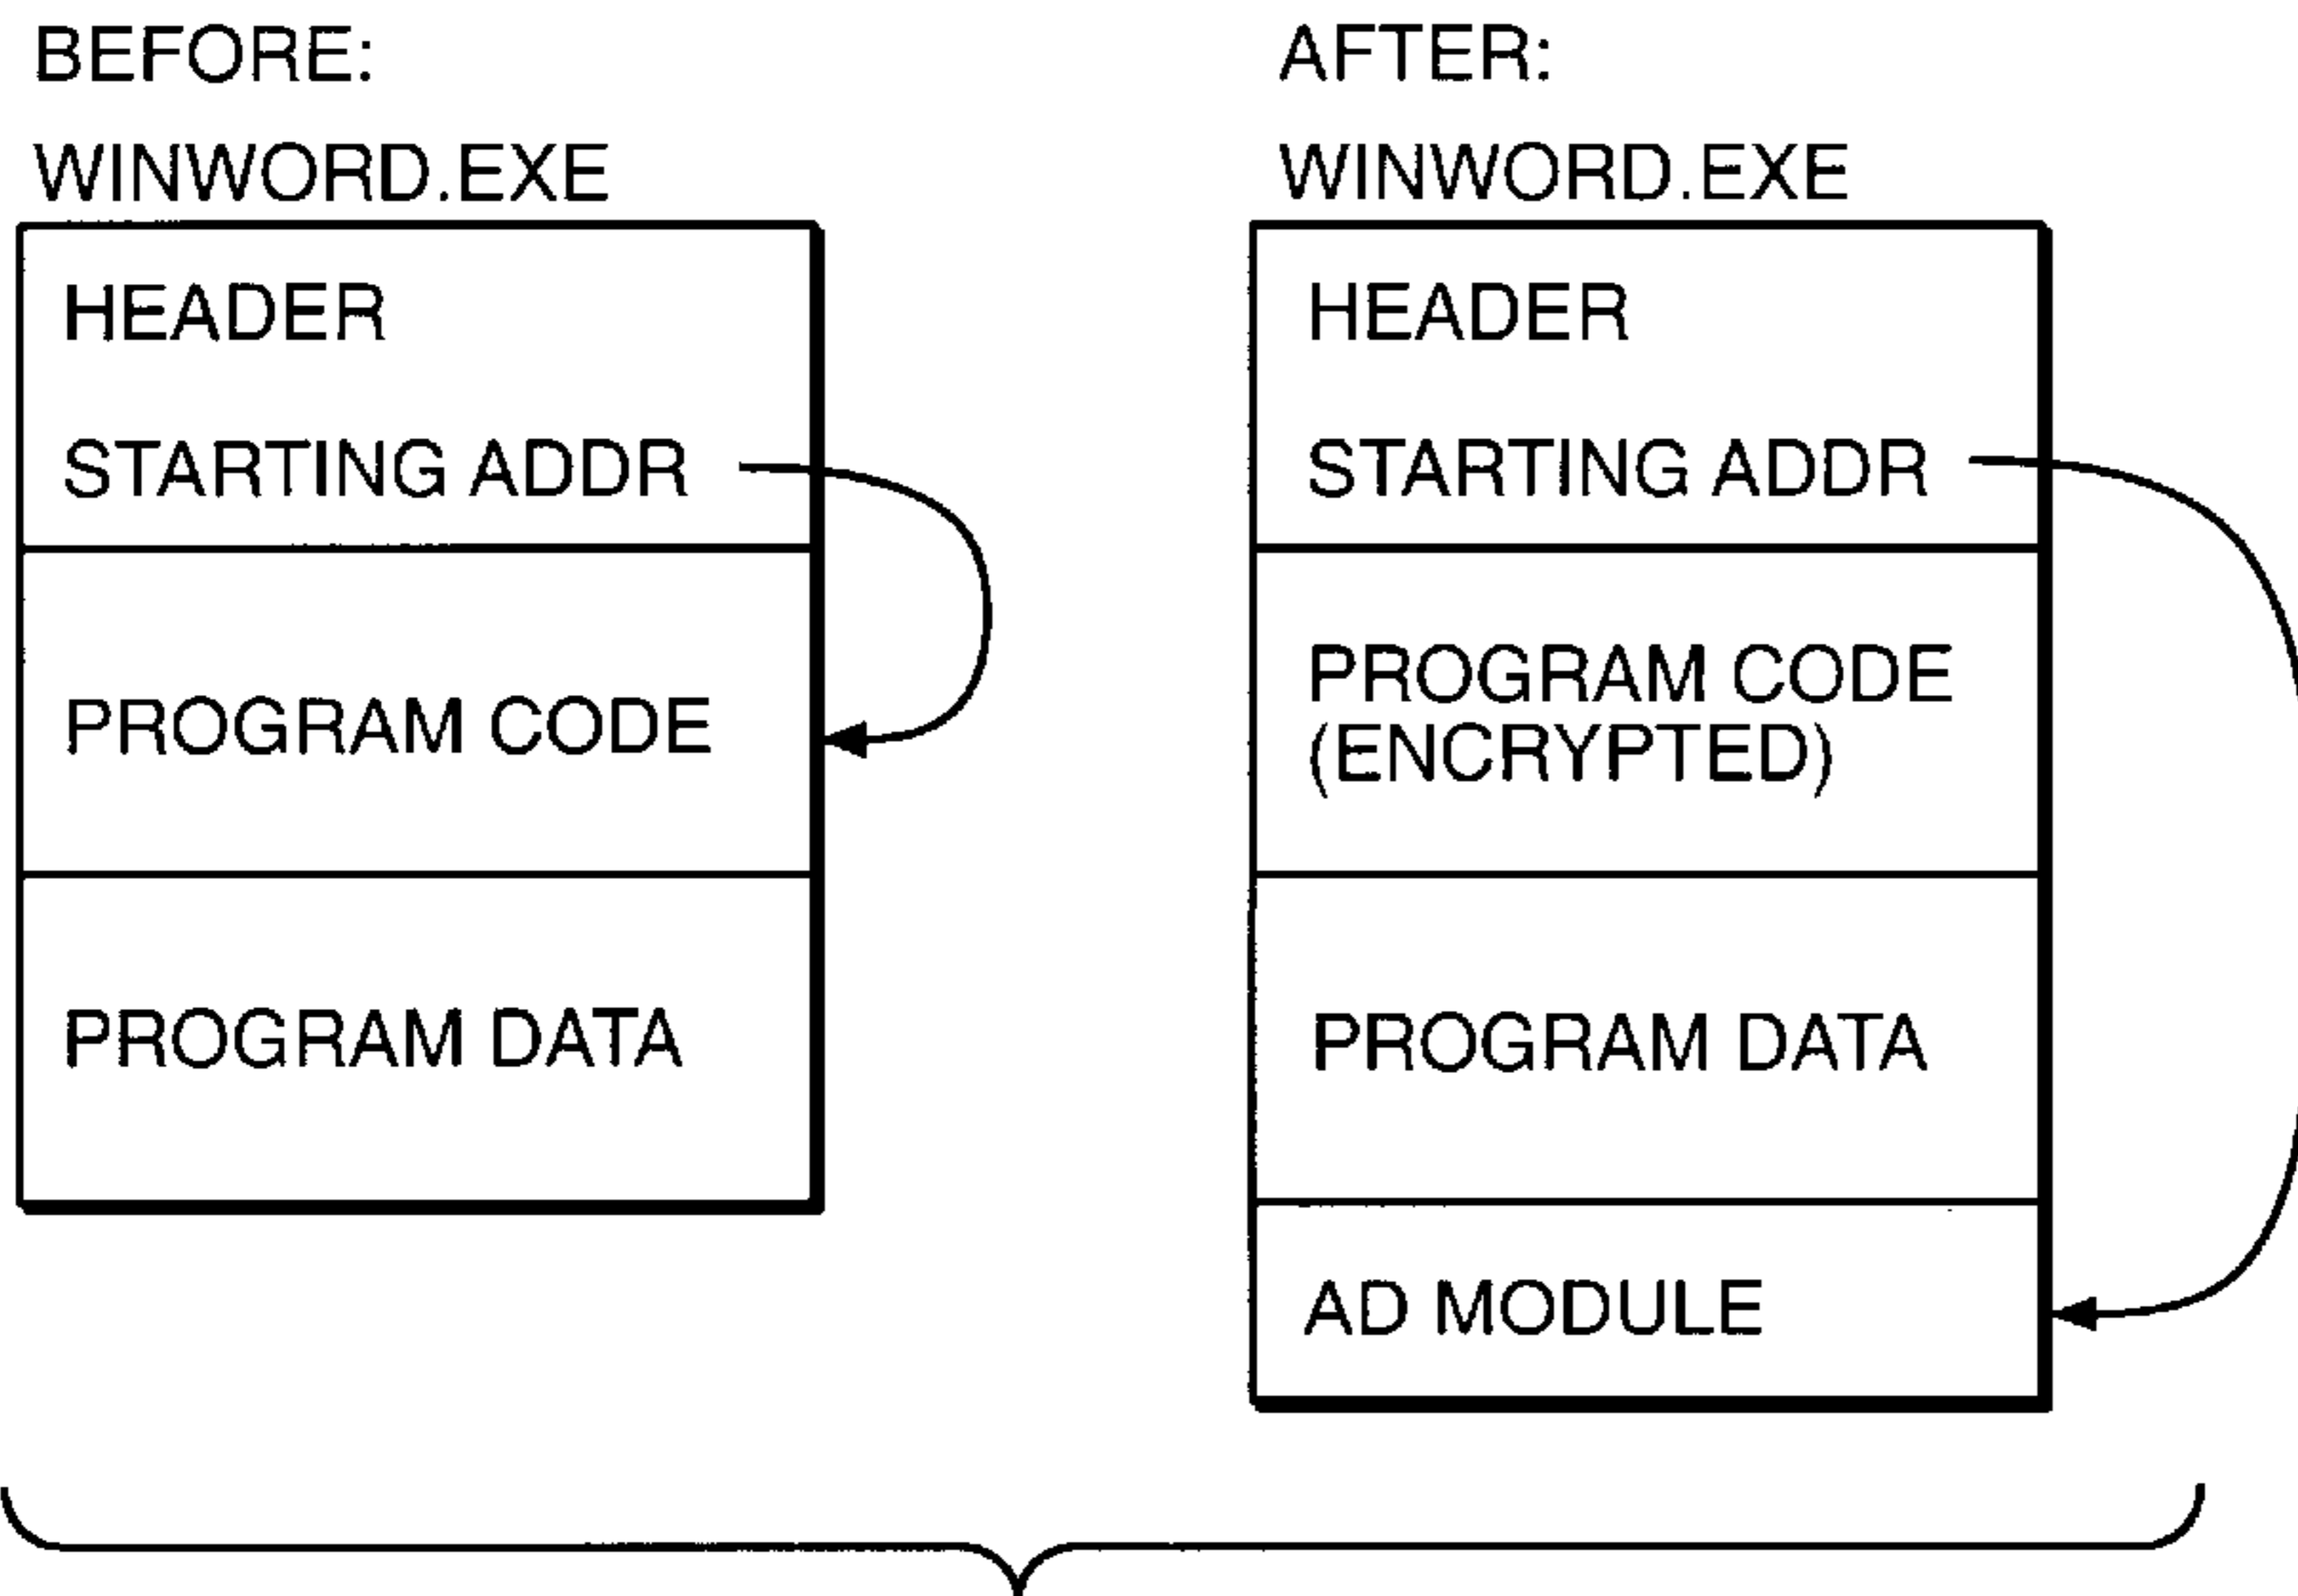 BEFORE:
WINWORD.EXE
HEADER
STARTING ADDR
PROGRAM CODE
PROGRAM DATA
AFTER:
WINWORD.EXE
HEADER
STARTING ADDR
PROGRAM CODE
(ENCRYPTED)
PROGRAM DATA
AD MODULE